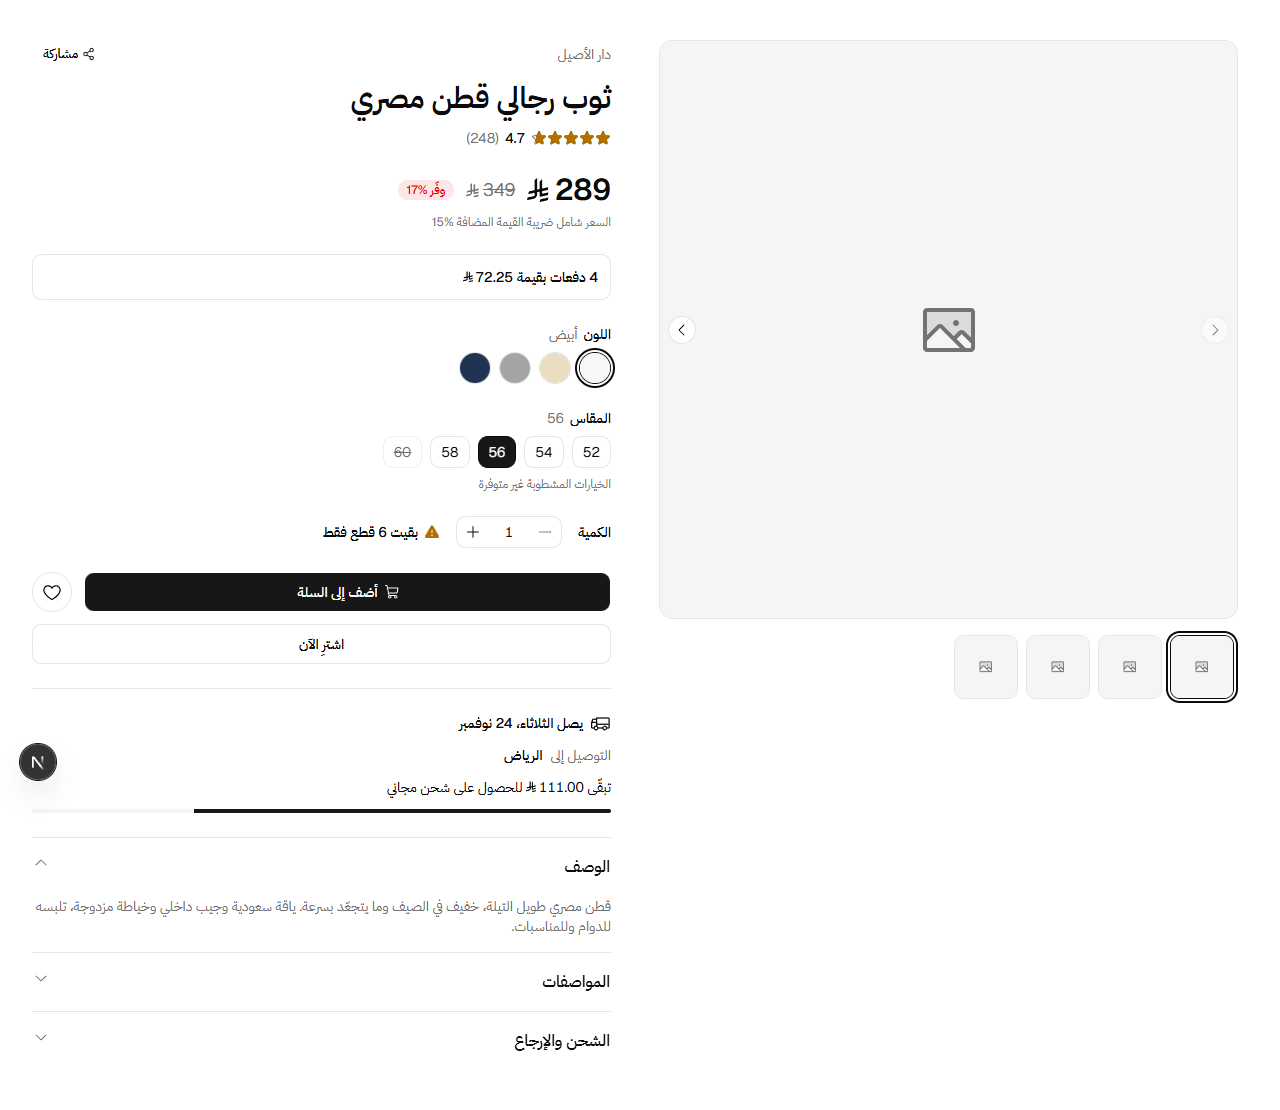 دار الأصيل
مشاركة
ثوب رجالي قطن مصري
4.7 (248)
289 ⃁ 349 ⃁ وفّر 17%
السعر شامل ضريبة القيمة المضافة 15%
4 دفعات بقيمة 72.25 ⃁
اللون أبيض
المقاس 56
52 54 56 58 60
الخيارات المشطوبة غير متوفرة
الكمية 1 بقيت 6 قطع فقط
أضف إلى السلة
اشترِ الآن
يصل الثلاثاء، 24 نوفمبر
التوصيل إلى الرياض
تبقّى 111.00 ⃁ للحصول على شحن مجاني
N
الوصف
قطن مصري طويل التيلة، خفيف في الصيف وما يتجعّد بسرعة. ياقة سعودية وجيب داخلي وخياطة مزدوجة، تلبسه
للدوام وللمناسبات.
المواصفات
الشحن والإرجاع